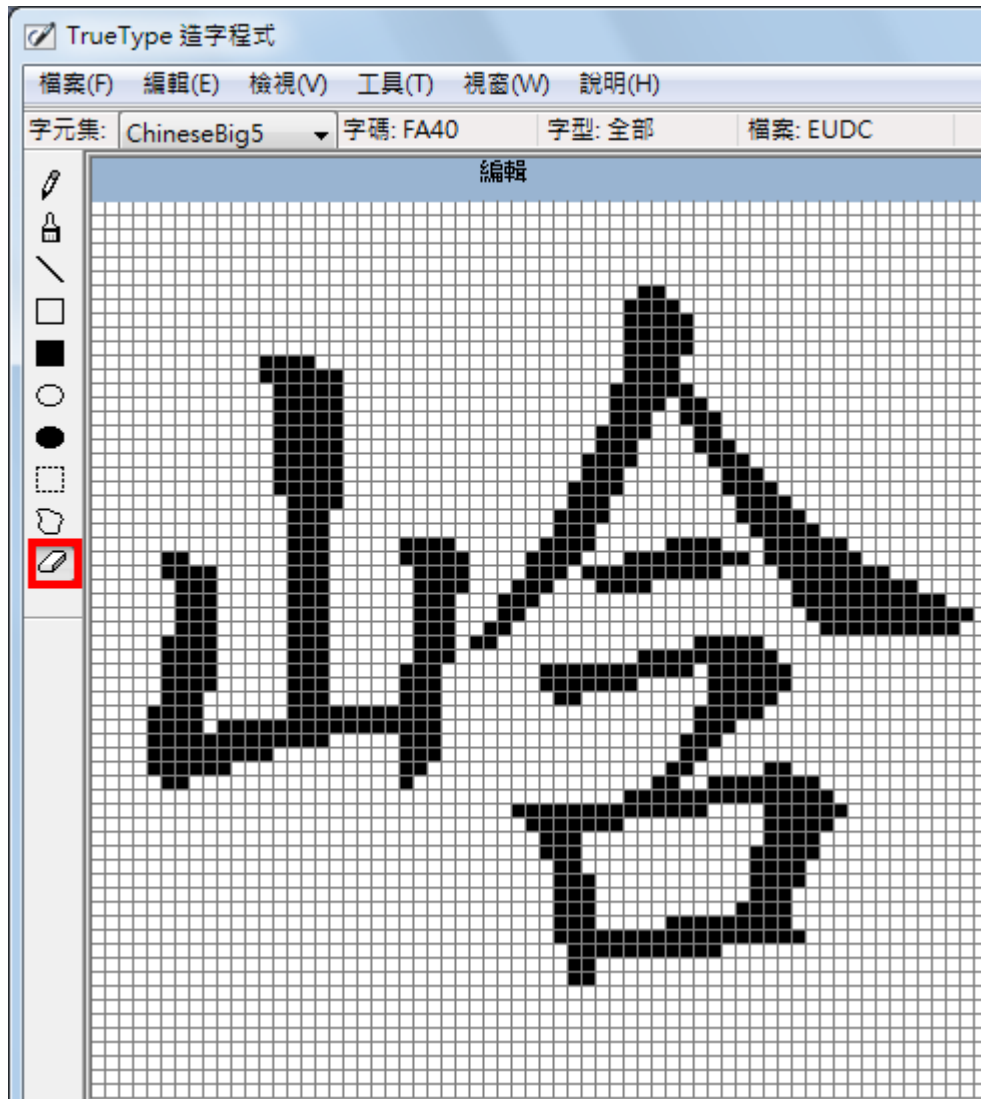 TrueType 造字程式
檔案(F) 編輯(E) 檢視(V) 工具(T) 視窗(W) 說明(H)
字元集: ChineseBig5 字碼: FA40 字型: 全部 檔案: EUDC
編輯